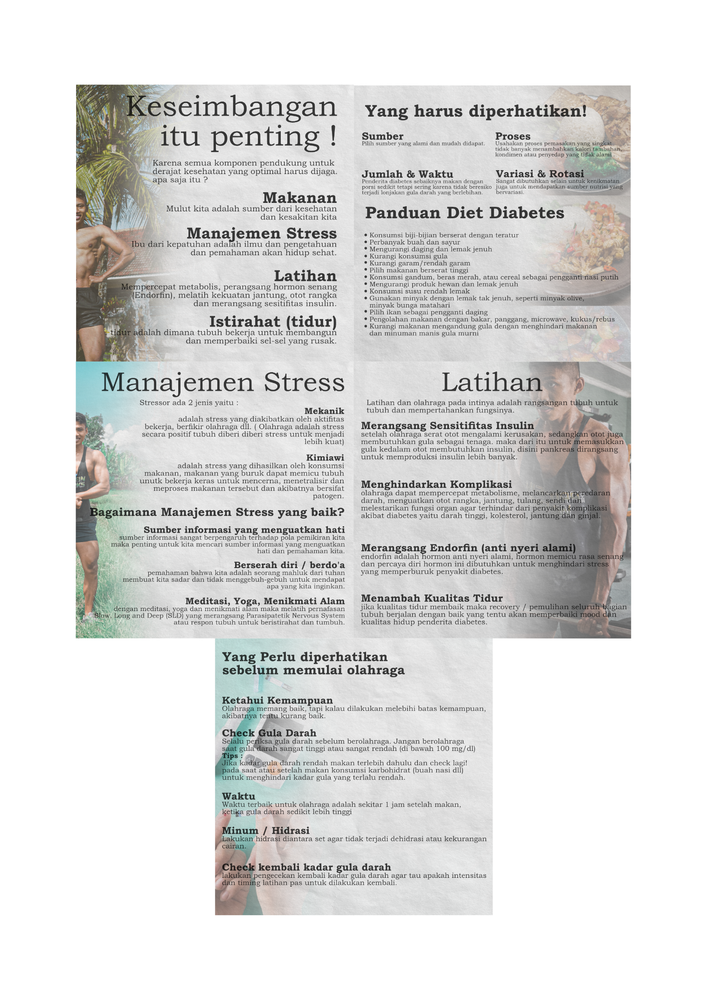 Keseimbangan
itu penting !
Karena semua komponen pendukung untuk
derajat kesehatan yang optimal harus dijaga.
apa saja itu ?
Makanan
Mulut kita adalah sumber dari kesehatan
dan kesakitan kita
Manajemen Stress
Ibu dari kepatuhan adalah ilmu dan pengetahuan
dan pemahaman akan hidup sehat.
Latihan
Mempercepat metabolis, perangsang hormon senang
(Endorfin), melatih kekuatan jantung, otot rangka
dan merangsang sesitifitas insulin.
Istirahat (tidur)
tidur adalah dimana tubuh bekerja untuk membangun
dan memperbaiki sel-sel yang rusak.
Yang harus diperhatikan!
Sumber
Pilih sumber yang alami dan mudah didapat.
Proses
Usahakan proses pemasakan yang singkat
tidak banyak menambahkan kalori tambahan,
kondimen atau penyedap yang tidak alami .
Jumlah & Waktu
Penderita diabetes sebaiknya makan dengan
porsi sedikit tetapi sering karena tidak beresiko
terjadi lonjakan gula darah yang berlebihan.
Variasi & Rotasi
Sangat dibutuhkan selain untuk kenikmatan
juga untuk mendapatkan sumber nutrisi yang
bervariasi.
Panduan Diet Diabetes
• Konsumsi biji-bijian berserat dengan teratur
• Perbanyak buah dan sayur
• Mengurangi daging dan lemak jenuh
• Kurangi konsumsi gula
• Kurangi garam/rendah garam
• Pilih makanan berserat tinggi
• Konsumsi gandum, beras merah, atau cereal sebagai pengganti nasi putih
• Mengurangi produk hewan dan lemak jenuh
• Konsumsi susu rendah lemak
• Gunakan minyak dengan lemak tak jenuh, seperti minyak olive,
minyak bunga matahari
• Pilih ikan sebagai pengganti daging
• Pengolahan makanan dengan bakar, panggang, microwave, kukus/rebus
• Kurangi makanan mengandung gula dengan menghindari makanan
dan minuman manis gula murni
Manajemen Stress
Stressor ada 2 jenis yaitu :
Mekanik
adalah stress yang diakibatkan oleh aktifitas
bekerja, berfikir olahraga dll. ( Olahraga adalah stress
secara positif tubuh diberi diberi stress untuk menjadi
lebih kuat)
Kimiawi
adalah stress yang dihasilkan oleh konsumsi
makanan, makanan yang buruk dapat memicu tubuh
unutk bekerja keras untuk mencerna, menetralisir dan
meproses makanan tersebut dan akibatnya bersifat
patogen.
Bagaimana Manajemen Stress yang baik?
Sumber informasi yang menguatkan hati
sumber informasi sangat berpengaruh terhadap pola pemikiran kita
maka penting untuk kita mencari sumber informasi yang menguatkan
hati dan pemahaman kita.
Berserah diri / berdo'a
pemahaman bahwa kita adalah seorang mahluk dari tuhan
membuat kita sadar dan tidak menggebuh-gebuh untuk mendapat
apa yang kita inginkan.
Meditasi, Yoga, Menikmati Alam
dengan meditasi, yoga dan menikmati alam maka melatih pernafasan
Slow, Long and Deep (SLD) yang merangsang Parasipatetik Nervous System
atau respon tubuh untuk beristirahat dan tumbuh.
Latihan
Latihan dan olahraga pada intinya adalah rangsangan tubuh untuk
tubuh dan mempertahankan fungsinya.
Merangsang Sensitifitas Insulin
setelah olahraga serat otot mengalami kerusakan, sedangkan otot juga
membutuhkan gula sebagai tenaga. maka dari itu untuk memasukkan
gula kedalam otot membutuhkan insulin, disini pankreas dirangsang
untuk memproduksi insulin lebih banyak.
Menghindarkan Komplikasi
olahraga dapat mempercepat metabolisme, melancarkan peredaran
darah, menguatkan otot rangka, jantung, tulang, sendi dan
melestarikan fungsi organ agar terhindar dari penyakit komplikasi
akibat diabetes yaitu darah tinggi, kolesterol, jantung dan ginjal.
Merangsang Endorfin (anti nyeri alami)
endorfin adalah hormon anti nyeri alami, hormon memicu rasa senang
dan percaya diri hormon ini dibutuhkan untuk menghindari stress
yang memperburuk penyakit diabetes.
Menambah Kualitas Tidur
jika kualitas tidur membaik maka recovery / pemulihan seluruh bagian
tubuh berjalan dengan baik yang tentu akan memperbaiki mood dan
kualitas hidup penderita diabetes.
Yang Perlu diperhatikan
sebelum memulai olahraga
Ketahui Kemampuan
Olahraga memang baik, tapi kalau dilakukan melebihi batas kemampuan,
akibatnya tentu kurang baik.
Check Gula Darah
Selalu periksa gula darah sebelum berolahraga. Jangan berolahraga
saat gula darah sangat tinggi atau sangat rendah (di bawah 100 mg/dl)
Tips :
Jika kadar gula darah rendah makan terlebih dahulu dan check lagi!
pada saat atau setelah makan konsumsi karbohidrat (buah nasi dll)
untuk menghindari kadar gula yang terlalu rendah.
Waktu
Waktu terbaik untuk olahraga adalah sekitar 1 jam setelah makan,
ketika gula darah sedikit lebih tinggi
Minum / Hidrasi
Lakukan hidrasi diantara set agar tidak terjadi dehidrasi atau kekurangan
cairan.
Check kembali kadar gula darah
lakukan pengecekan kembali kadar gula darah agar tau apakah intensitas
dan timing latihan pas untuk dilakukan kembali.